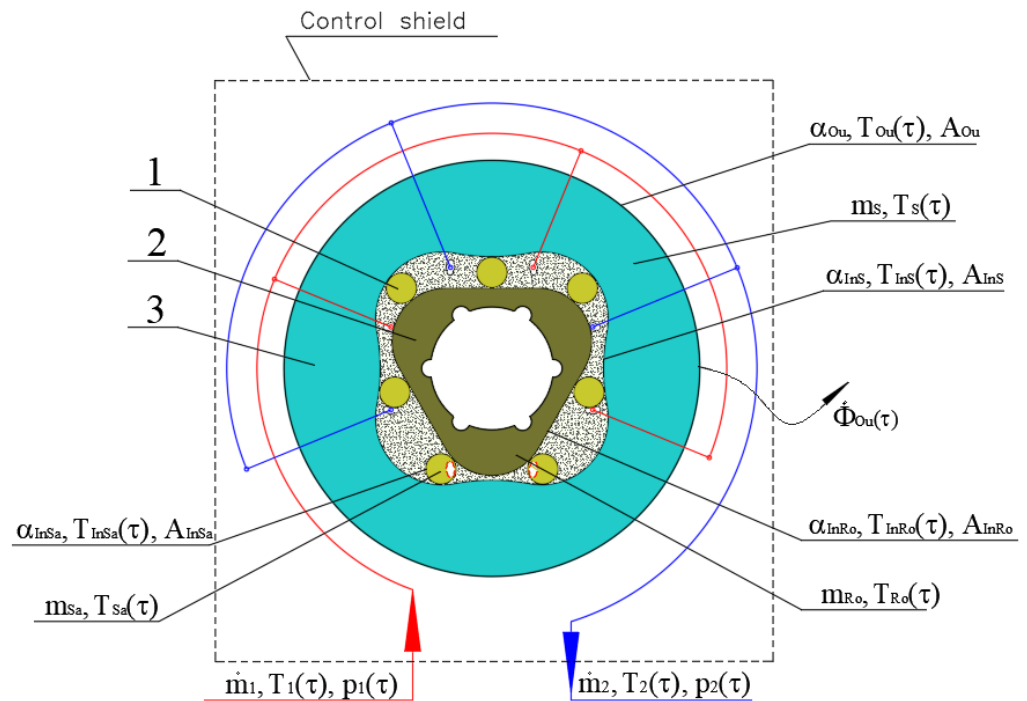 Control shield
αOu, TOu(τ), AOu
1
mS, TS(τ)
2
αInS, TInS(τ), AInS
3
Φ̇Ou(τ)
αInSa, TInSa(τ), AInSa
αInRo, TInRo(τ), AInRo
mSa, TSa(τ)
mRo, TRo(τ)
ṁ1, T1(τ), p1(τ)
ṁ2, T2(τ), p2(τ)